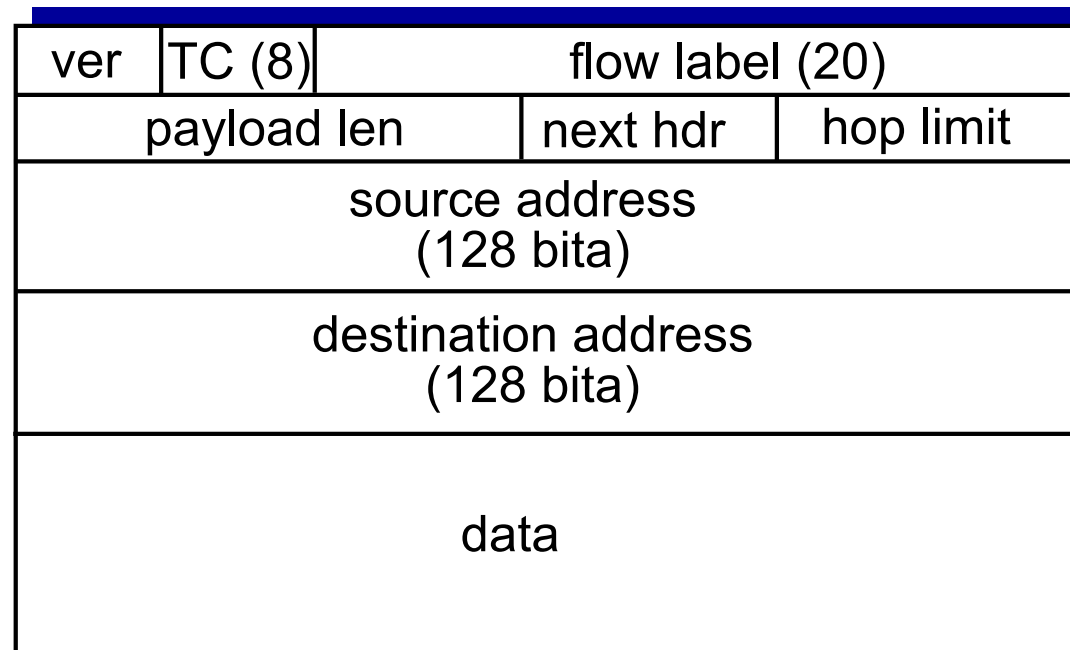 ver TC (8) flow label (20)
payload len next hdr hop limit
source address
(128 bita)
destination address
(128 bita)
data